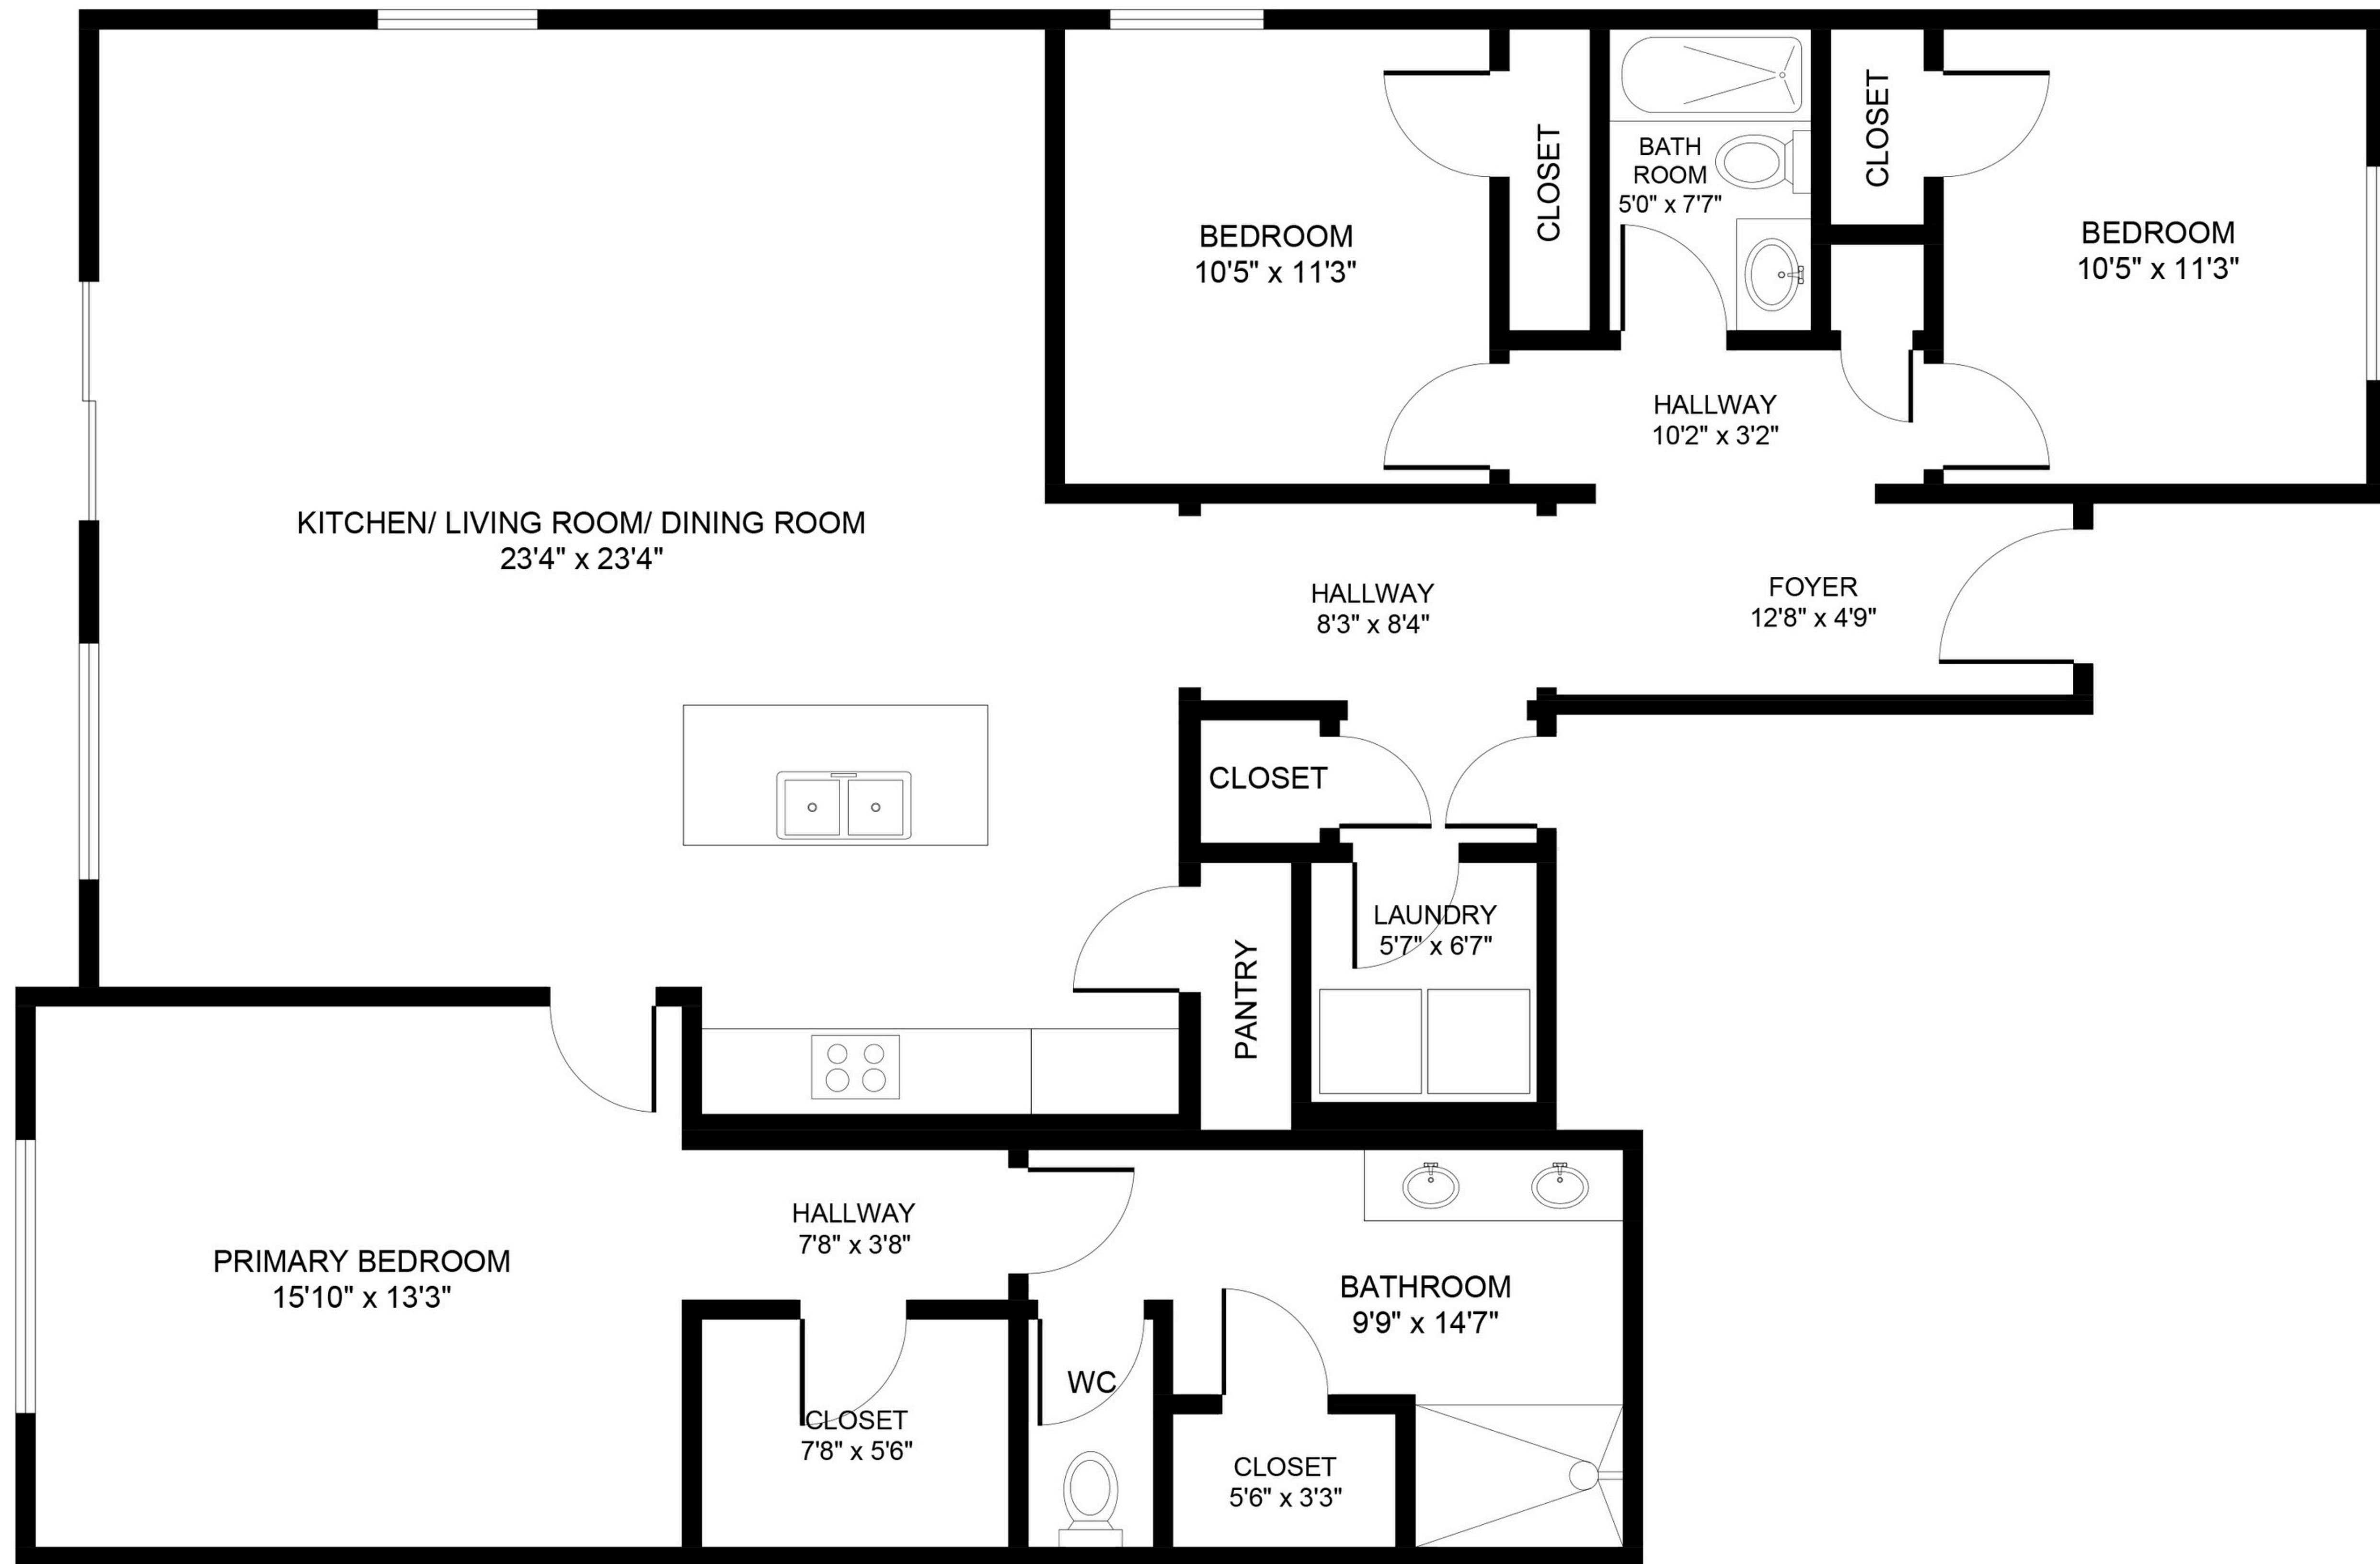 CLOSET
CLOSET
BATH
ROOM
5'0" x 7'7"
BEDROOM
10'5" x 11'3"
BEDROOM
10'5" x 11'3"
HALLWAY
10'2" x 3'2"
KITCHEN/ LIVING ROOM/ DINING ROOM
23'4" x 23'4"
HALLWAY
8'3" x 8'4"
FOYER
12'8" x 4'9"
CLOSET
LAUNDRY
5'7" x 6'7"
PANTRY
HALLWAY
7'8" x 3'8"
PRIMARY BEDROOM
15'10" x 13'3"
BATHROOM
9'9" x 14'7"
WC
CLOSET
7'8" x 5'6"
CLOSET
5'6" x 3'3"